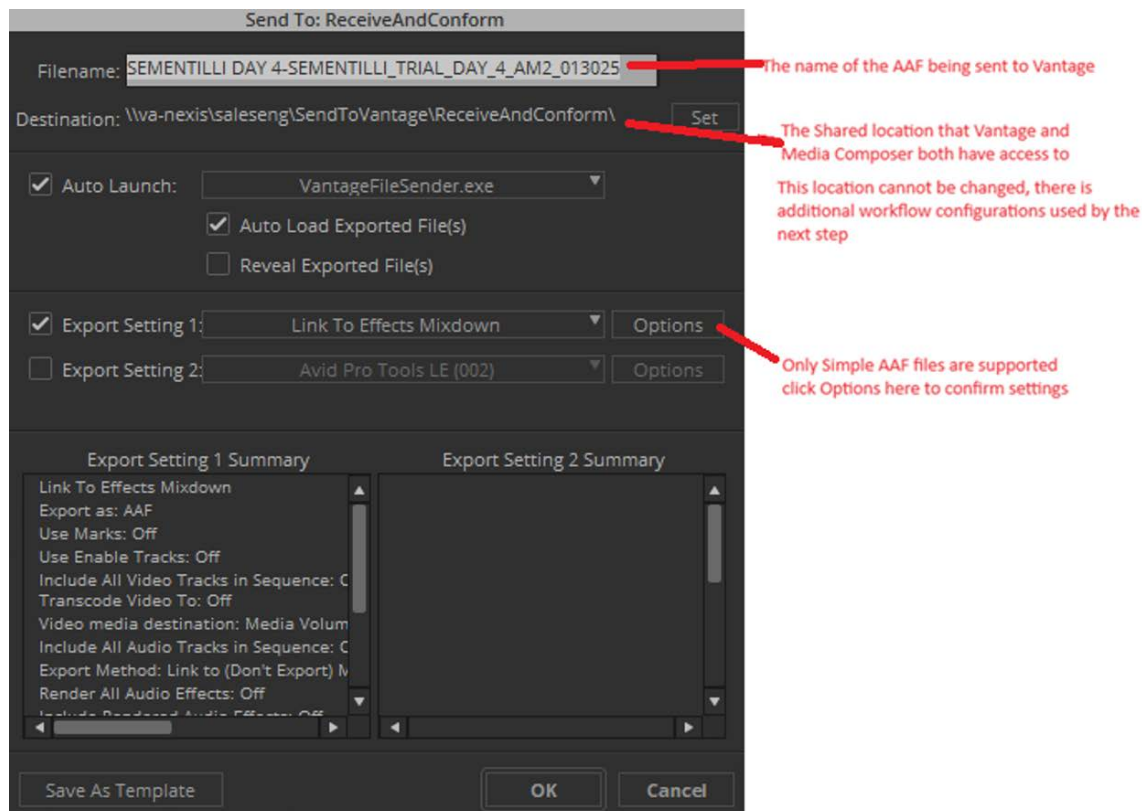 Send To: ReceiveAndConform
Filename: SEMENTILLI DAY 4-SEMENTILLI_TRIAL_DAY_4_AM2_013025
The name of the AAF being sent to Vantage
Destination: \\va-nexis\saleseng\SendToVantage\ReceiveAndConform\ Set
The Shared location that Vantage and
Media Composer both have access to
This location cannot be changed, there is
additional workflow configurations used by the
next step
Auto Launch: VantageFileSender.exe
Auto Load Exported File(s)
Reveal Exported File(s)
Export Setting 1: Link To Effects Mixdown Options
Export Setting 2: Avid Pro Tools LE (002) Options
Only Simple AAF files are supported
click Options here to confirm settings
Export Setting 1 Summary
Link To Effects Mixdown
Export as: AAF
Use Marks: Off
Use Enable Tracks: Off
Include All Video Tracks in Sequence:
Transcode Video To: Off
Video media destination: Media Volum
Include All Audio Tracks in Sequence:
Export Method: Link to (Don't Export)
Render All Audio Effects: Off
Include Rendered Audio Effects: Off
Export Setting 2 Summary
Save As Template
OK
Cancel